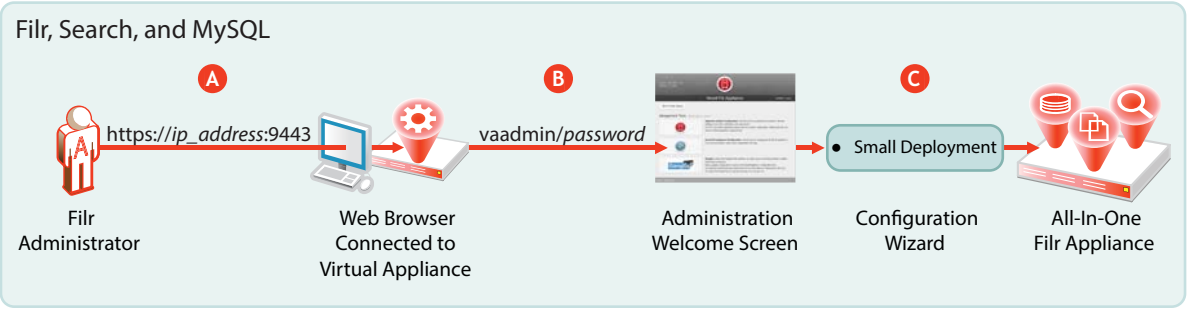 Filr, Search, and MySQL
A
B
C
A
https://ip_address:9443
vaadmin/password
• Small Deployment
Filr
Administrator
Web Browser
Connected to
Virtual Appliance
Administration
Welcome Screen
Configuration
Wizard
All-In-One
Filr Appliance